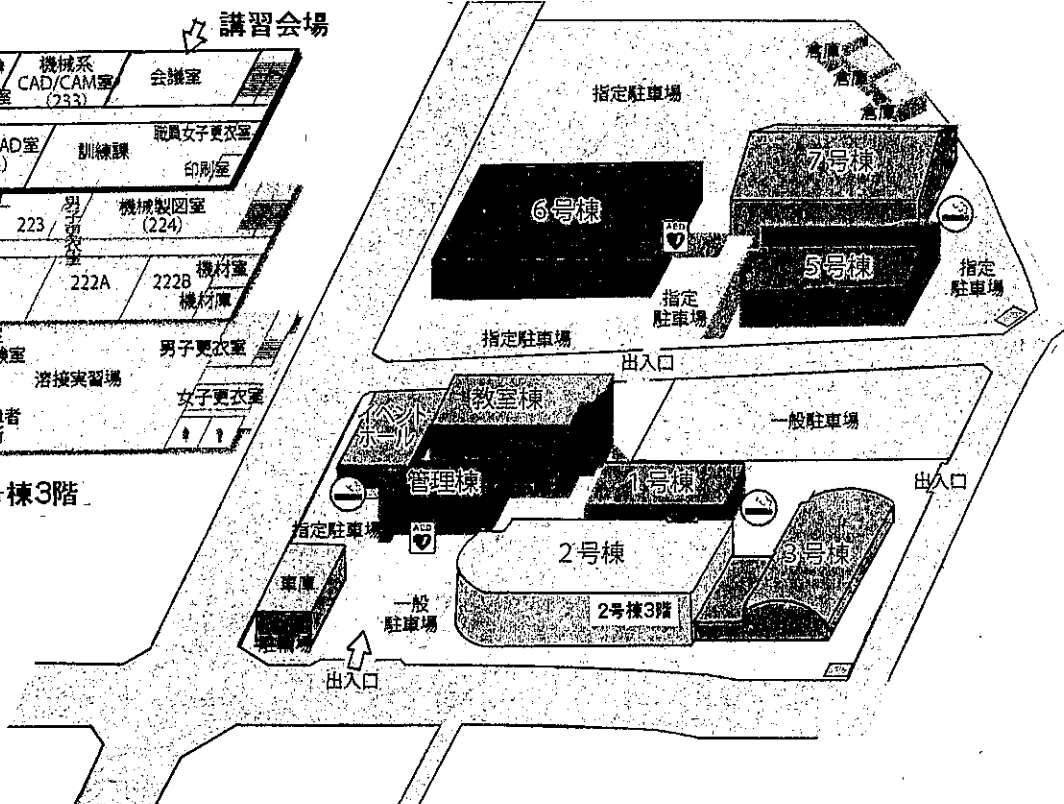 講習会場
機械系
CAD/CAM室
(233)
会議室
室
AD室
訓練課
職員女子更衣室
印刷室
223
男子更衣室
機械製図室
(224)
222A
222B
機材室
機材庫
験室
溶接実習場
男子更衣室
女子更衣室
者
棟3階
指定駐車場
倉庫
倉庫
倉庫
7号棟
6号棟
AED
5号棟
指定
駐車場
指定
駐車場
指定駐車場
出入口
イベント
ホール
教室棟
一般駐車場
管理棟
1号棟
出入口
指定駐車場
AED
2号棟
3号棟
車庫
2号棟3階
一般
駐車場
駐輪場
出入口